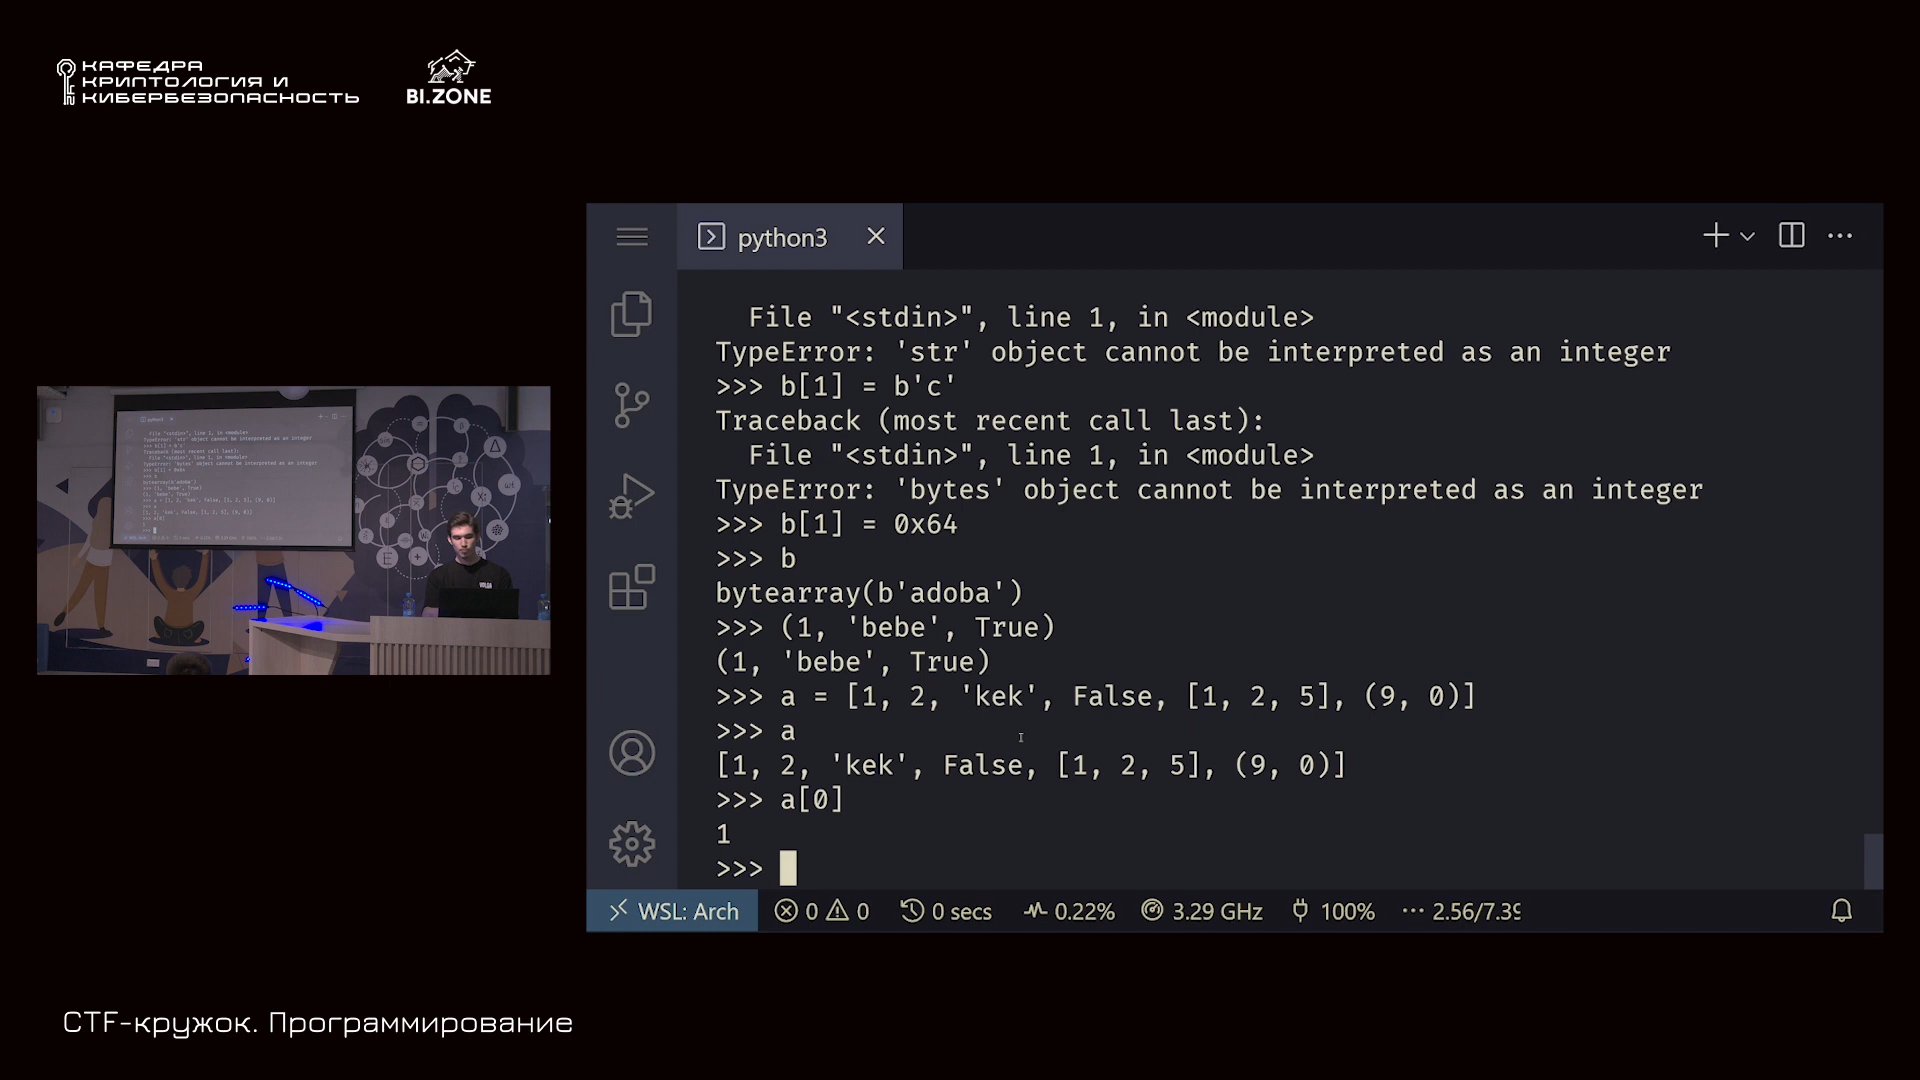 КАФЕДРА
КРИПТОЛОГИЯ И
КИБЕРБЕЗОПАСНОСТЬ
BI.ZONE
python3
File "<stdin>", line 1, in <module>
TypeError: 'str' object cannot be interpreted as an integer
>>> b[1] = b'c'
Traceback (most recent call last):
File "<stdin>", line 1, in <module>
TypeError: 'bytes' object cannot be interpreted as an integer
>>> b[1] = 0x64
>>> b
bytearray(b'adoba')
>>> (1, 'bebe', True)
(1, 'bebe', True)
>>> a = [1, 2, 'kek', False, [1, 2, 5], (9, 0)]
>>> a
[1, 2, 'kek', False, [1, 2, 5], (9, 0)]
>>> a[0]
1
>>>
WSL: Arch 0 0 0 secs 0.22% 3.29 GHz 100% ··· 2.56/7.39
CTF-кружок. Программирование